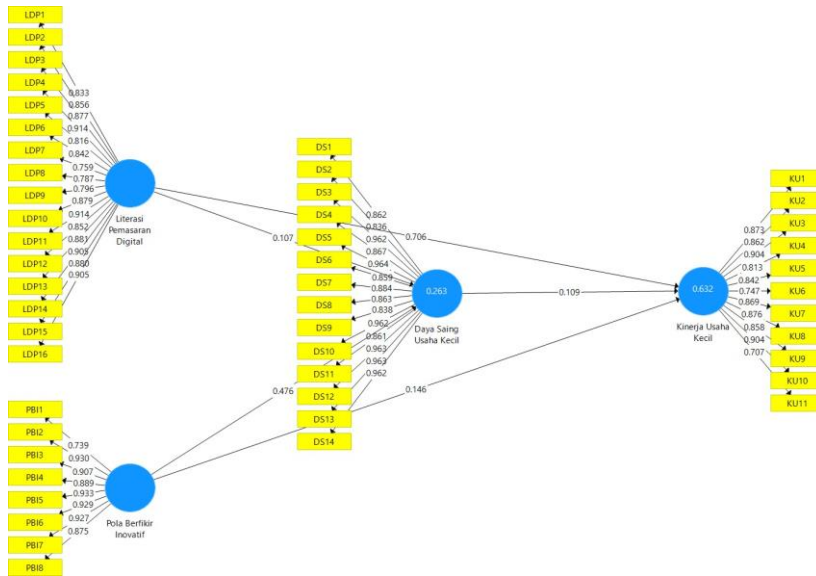 LDP1
LDP2
LDP3
LDP4
LDP5
LDP6
LDP7
LDP8
LDP9
LDP10
LDP11
LDP12
LDP13
LDP14
LDP15
LDP16
0.833
0.856
0.877
0.914
0.816
0.842
0.759
0.787
0.796
0.879
0.914
0.852
0.881
0.905
0.880
0.905
Literasi
Pemasaran
Digital
PBI1
PBI2
PBI3
PBI4
PBI5
PBI6
PBI7
PBI8
0.739
0.930
0.907
0.889
0.933
0.929
0.927
0.875
Pola Berfikir
Inovatif
0.107
0.706
0.476
0.146
0.109
DS1
DS2
DS3
DS4
DS5
DS6
DS7
DS8
DS9
DS10
DS11
DS12
DS13
DS14
0.862
0.836
0.962
0.867
0.964
0.859
0.884
0.863
0.838
0.962
0.861
0.963
0.963
0.962
0.263
Daya Saing
Usaha Kecil
0.632
Kinerja Usaha
Kecil
0.873
0.862
0.904
0.813
0.842
0.747
0.869
0.876
0.858
0.904
0.707
KU1
KU2
KU3
KU4
KU5
KU6
KU7
KU8
KU9
KU10
KU11